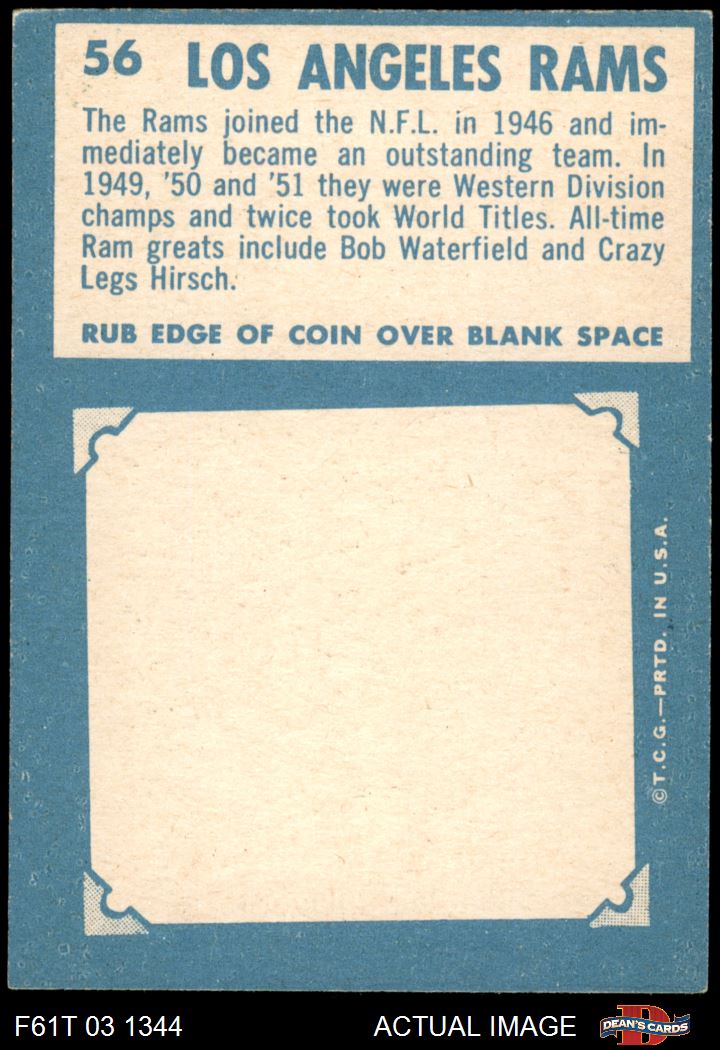 56 LOS ANGELES RAMS
The Rams joined the N.F.L. in 1946 and im-
mediately became an outstanding team. In
1949, '50 and '51 they were Western Division
champs and twice took World Titles. All-time
Ram greats include Bob Waterfield and Crazy
Legs Hirsch.
RUB EDGE OF COIN OVER BLANK SPACE
©T.C.G.—PRTD. IN U.S.A.
F61T 03 1344 ACTUAL IMAGE
D
DEAN'S CARDS